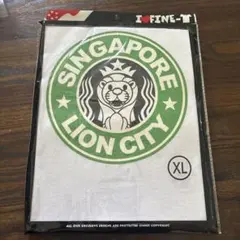 I FINE-T
SINGAPORE
LION CITY
XL